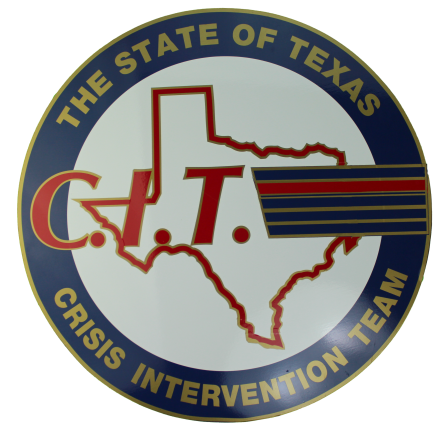 THE STATE OF TEXAS
C.I.T.
CRISIS INTERVENTION TEAM